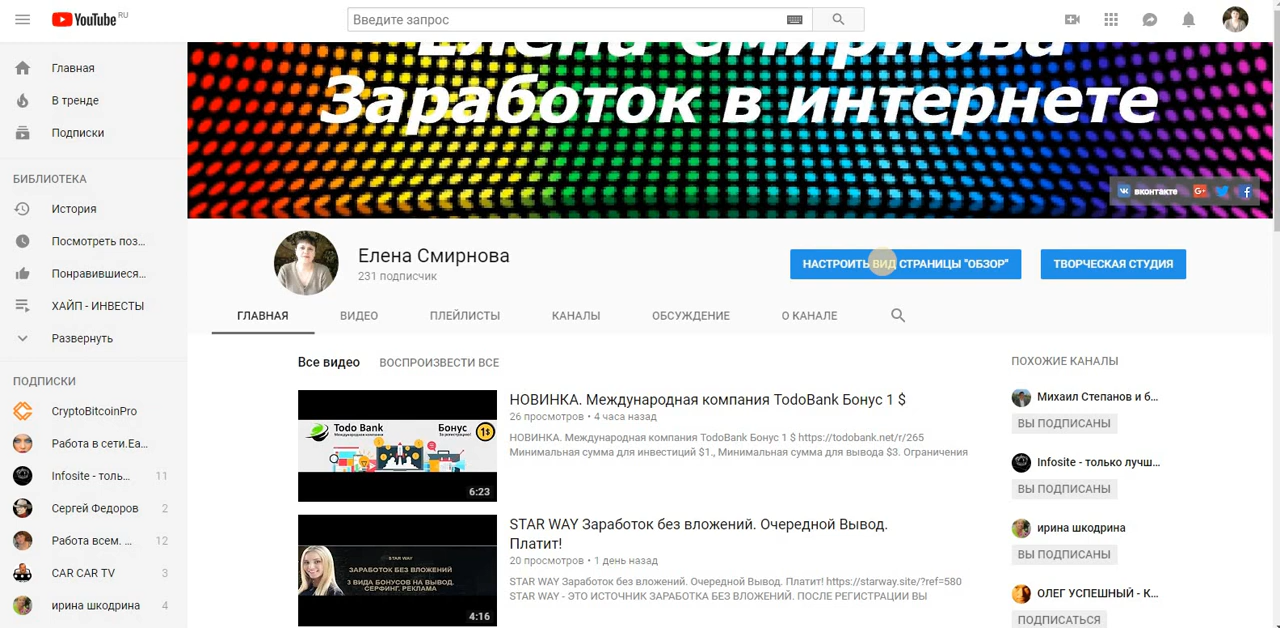 YouTube RU
Введите запрос
Главная
В тренде
Подписки
БИБЛИОТЕКА
История
Посмотреть поз...
Понравившиеся...
ХАЙП - ИНВЕСТЫ
Развернуть
ПОДПИСКИ
CryptoBitcoinPro
Работа в сети.Еа...
Infosite - толь... 11
Сергей Федоров 2
Работа всем. ... 12
CAR CAR TV 3
ирина шкодрина 4
Елена Смирнова
Заработок в интернете
вконтакте
Елена Смирнова
231 подписчик
НАСТРОИТЬ ВИД СТРАНИЦЫ "ОБЗОР"
ТВОРЧЕСКАЯ СТУДИЯ
ГЛАВНАЯ ВИДЕО ПЛЕЙЛИСТЫ КАНАЛЫ ОБСУЖДЕНИЕ О КАНАЛЕ
Все видео ВОСПРОИЗВЕСТИ ВСЕ
Todo Bank
Международная компания
Бонус
1$
6:23
НОВИНКА. Международная компания TodoBank Бонус 1 $
26 просмотров • 4 часа назад
НОВИНКА. Международная компания TodoBank Бонус 1 $ https://todobank.net/r/265
Минимальная сумма для инвестиций $1., Минимальная сумма для вывода $3. Ограничения
STAR WAY
ЗАРАБОТОК БЕЗ ВЛОЖЕНИЙ
3 ВИДА БОНУСОВ НА ВЫВОД.
СЕРФИНГ. РЕКЛАМА
4:16
STAR WAY Заработок без вложений. Очередной Вывод.
Платит!
20 просмотров • 1 день назад
STAR WAY Заработок без вложений. Очередной Вывод. Платит! https://starway.site/?ref=580
STAR WAY - ЭТО ИСТОЧНИК ЗАРАБОТКА БЕЗ ВЛОЖЕНИЙ. ПОСЛЕ РЕГИСТРАЦИИ ВЫ
ПОХОЖИЕ КАНАЛЫ
Михаил Степанов и б...
ВЫ ПОДПИСАНЫ
Infosite - только лучш...
ВЫ ПОДПИСАНЫ
ирина шкодрина
ВЫ ПОДПИСАНЫ
ОЛЕГ УСПЕШНЫЙ - К...
ПОДПИСАТЬСЯ